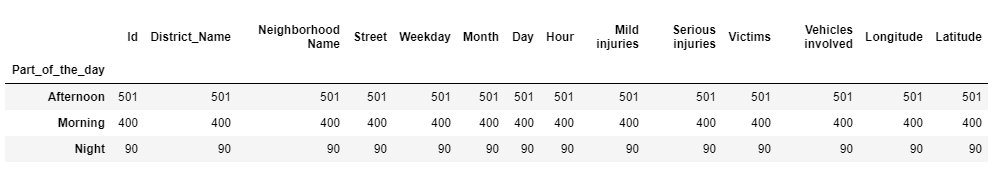 Id District_Name Neighborhood Name Street Weekday Month Day Hour Mild injuries Serious injuries Victims Vehicles involved Longitude Latitude
Part_of_the_day
Afternoon 501 501 501 501 501 501 501 501 501 501 501 501 501 501
Morning 400 400 400 400 400 400 400 400 400 400 400 400 400 400
Night 90 90 90 90 90 90 90 90 90 90 90 90 90 90